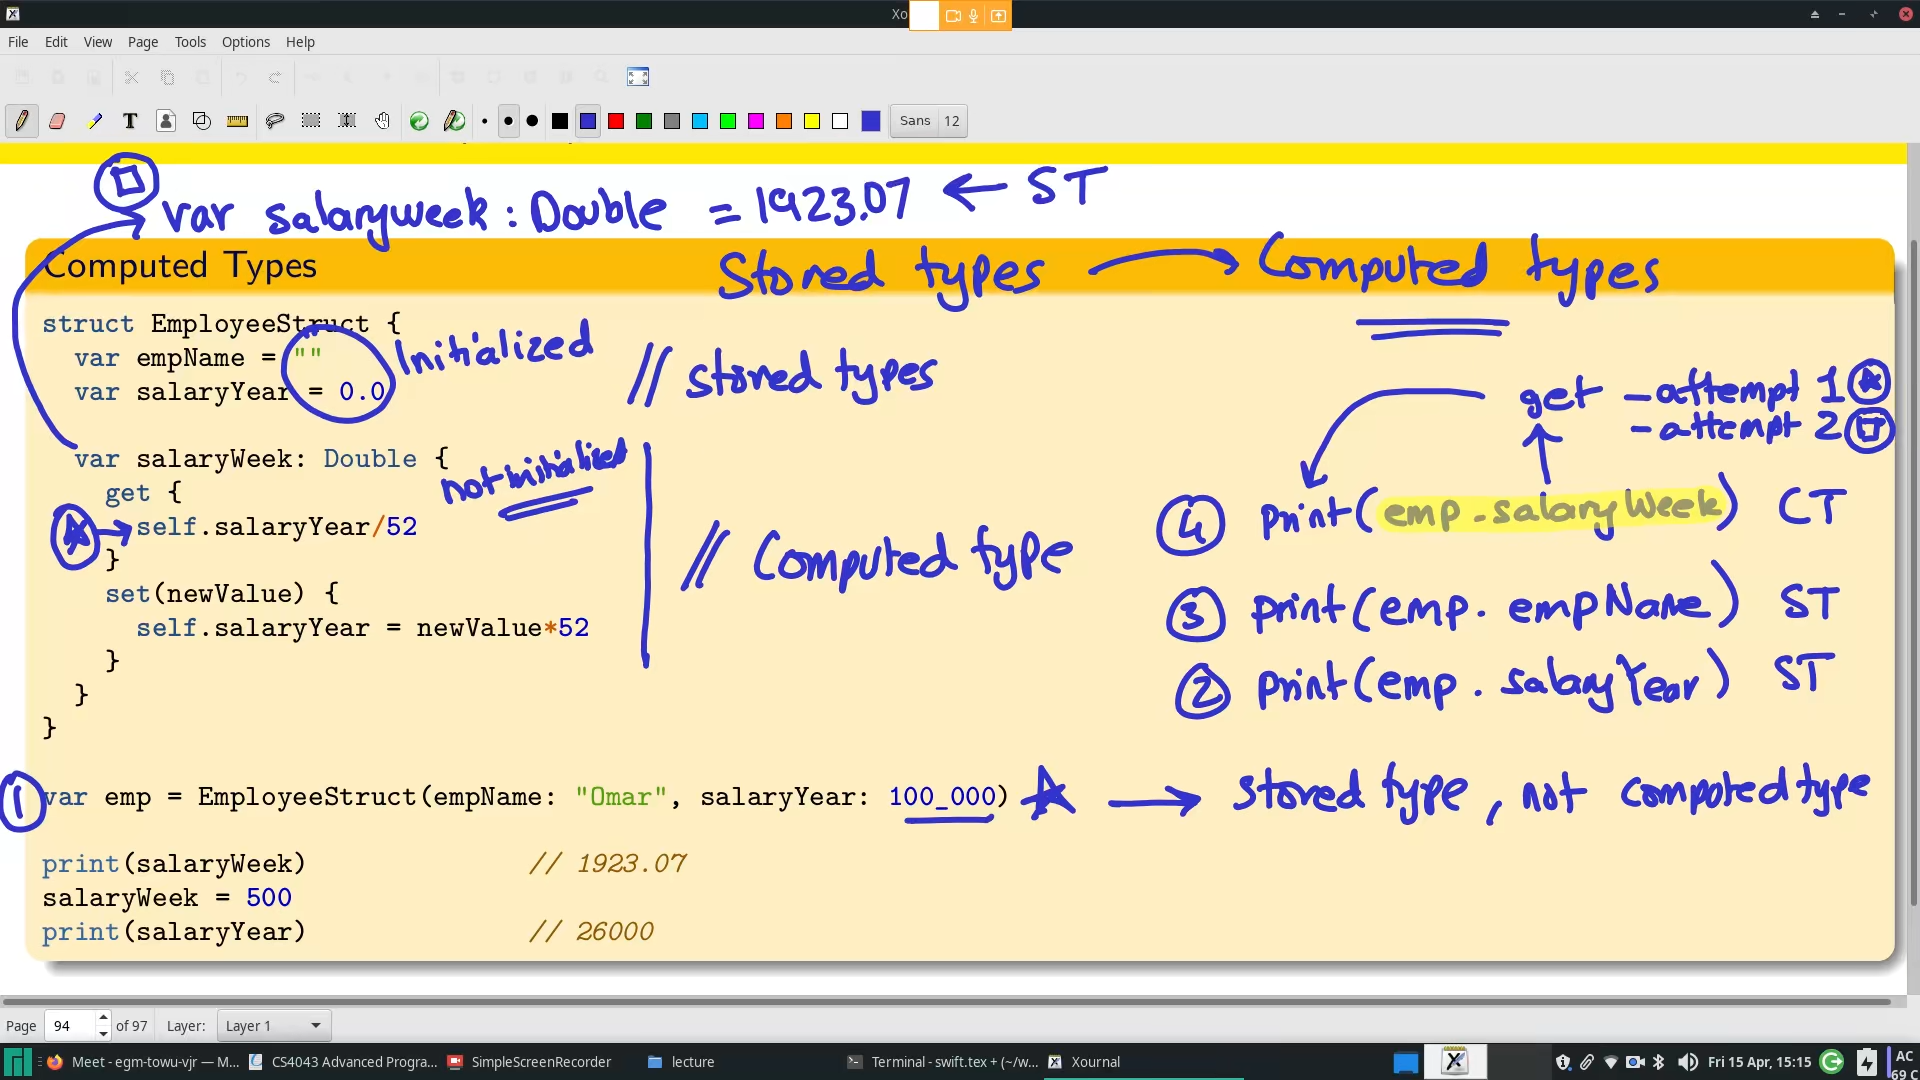 Xo
File Edit View Page Tools Options Help
Sans 12
var salaryweek : Double = 1923.07 ← ST
Computed Types
Stored types → Computed types
struct EmployeeStruct {
var empName = ""
var salaryYear = 0.0
Initialized
// stored types
get - attempt 1
- attempt 2
var salaryWeek: Double {
get {
self.salaryYear/52
}
set(newValue) {
self.salaryYear = newValue*52
}
}
}
not initialized
// Computed type
4 print(emp.salaryWeek) CT
3 print(emp.empName) ST
2 print(emp.salaryYear) ST
1 var emp = EmployeeStruct(empName: "Omar", salaryYear: 100_000) → stored type, not computed type
print(salaryWeek) // 1923.07
salaryWeek = 500
print(salaryYear) // 26000
Page 94 of 97 Layer: Layer 1
Meet - egm-towu-vjr — M... CS4043 Advanced Progra... SimpleScreenRecorder lecture Terminal - swift.tex + (~/w... Xournal Fri 15 Apr, 15:15 AC
69 C